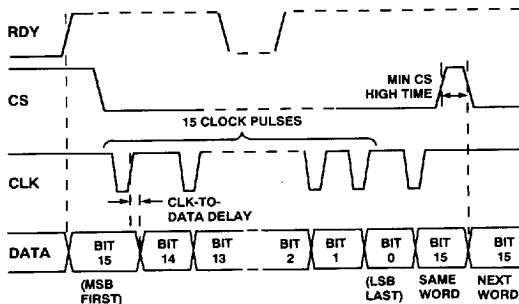 RDY
MIN CS
HIGH TIME
CS
15 CLOCK PULSES
CLK
CLK-TO-
DATA DELAY
DATA
BIT 15
BIT 14
BIT 13
BIT 2
BIT 1
BIT 0
BIT 15
BIT 15
(MSB FIRST)
(LSB LAST)
SAME WORD
NEXT WORD